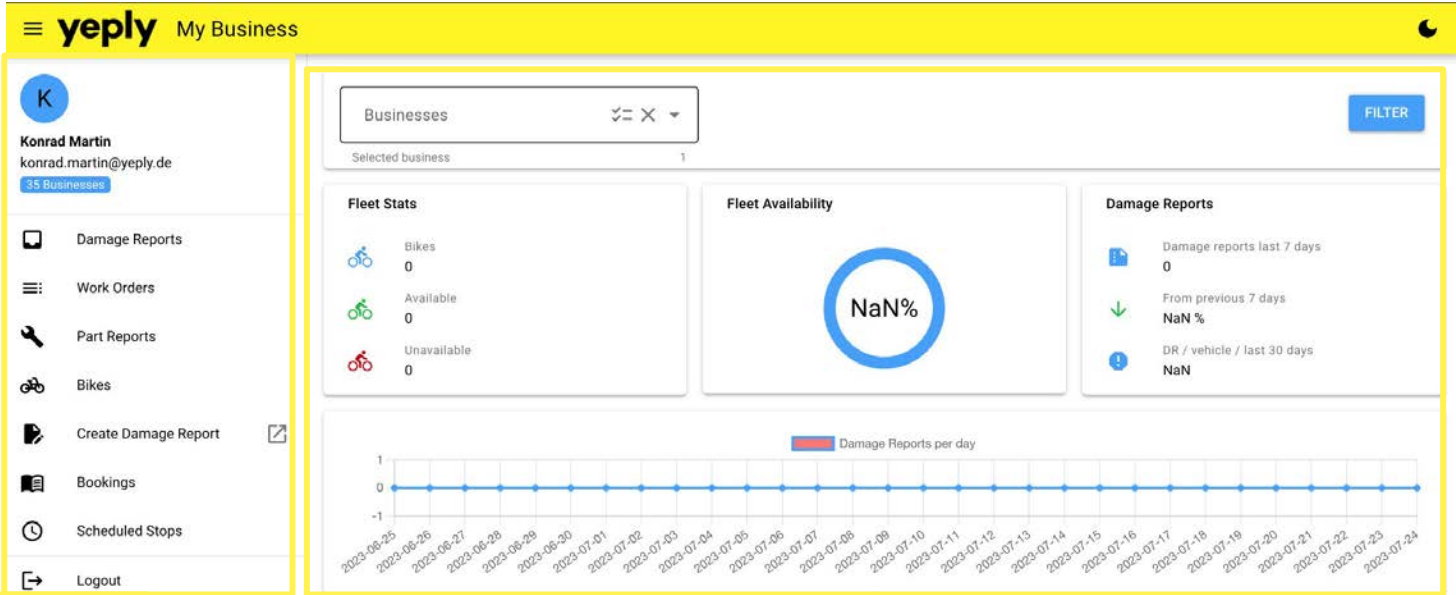 yeply My Business
K
Konrad Martin
konrad.martin@yeply.de
35 Businesses
Damage Reports
Work Orders
Part Reports
Bikes
Create Damage Report
Bookings
Scheduled Stops
Logout
Businesses
FILTER
Selected business 1
Fleet Stats
Bikes
0
Available
0
Unavailable
0
Fleet Availability
NaN%
Damage Reports
Damage reports last 7 days
0
From previous 7 days
NaN %
DR / vehicle / last 30 days
NaN
Damage Reports per day
1
0
-1
2023-06-25
2023-06-26
2023-06-27
2023-06-28
2023-06-29
2023-06-30
2023-07-01
2023-07-02
2023-07-03
2023-07-04
2023-07-05
2023-07-06
2023-07-07
2023-07-08
2023-07-09
2023-07-10
2023-07-11
2023-07-12
2023-07-13
2023-07-14
2023-07-15
2023-07-16
2023-07-17
2023-07-18
2023-07-19
2023-07-20
2023-07-21
2023-07-22
2023-07-23
2023-07-24